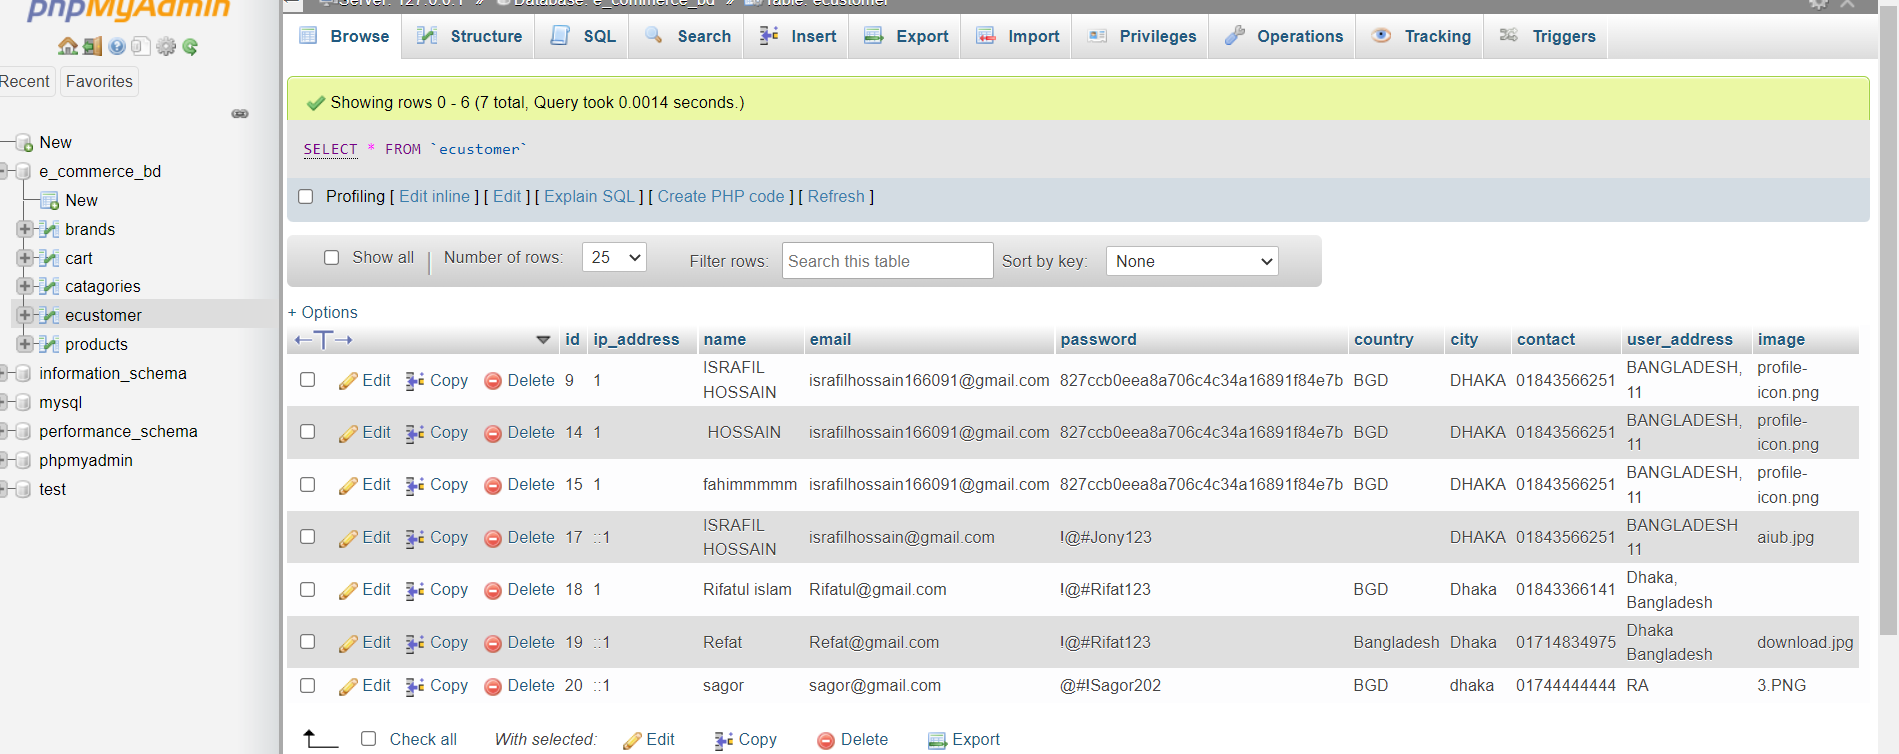 phpMyAdmin
Server: 127.0.0.1 » Database: e_commerce_bd » Table: ecustomer
Browse Structure SQL Search Insert Export Import Privileges Operations Tracking Triggers
Recent Favorites
Showing rows 0 - 6 (7 total, Query took 0.0014 seconds.)
SELECT * FROM `ecustomer`
Profiling [ Edit inline ] [ Edit ] [ Explain SQL ] [ Create PHP code ] [ Refresh ]
New
e_commerce_bd
New
brands
cart
catagories
ecustomer
products
information_schema
mysql
performance_schema
phpmyadmin
test
Show all Number of rows: 25 Filter rows: Search this table Sort by key: None
+ Options
←T→ id ip_address name email password country city contact user_address image
Edit Copy Delete 9 1 ISRAFIL HOSSAIN israfilhossain166091@gmail.com 827ccb0eea8a706c4c34a16891f84e7b BGD DHAKA 01843566251 BANGLADESH, 11 profile-icon.png
Edit Copy Delete 14 1 HOSSAIN israfilhossain166091@gmail.com 827ccb0eea8a706c4c34a16891f84e7b BGD DHAKA 01843566251 BANGLADESH, 11 profile-icon.png
Edit Copy Delete 15 1 fahimmmmm israfilhossain166091@gmail.com 827ccb0eea8a706c4c34a16891f84e7b BGD DHAKA 01843566251 BANGLADESH, 11 profile-icon.png
Edit Copy Delete 17 ::1 ISRAFIL HOSSAIN israfilhossain@gmail.com !@#Jony123 DHAKA 01843566251 BANGLADESH 11 aiub.jpg
Edit Copy Delete 18 1 Rifatul islam Rifatul@gmail.com !@#Rifat123 BGD Dhaka 01843366141 Dhaka, Bangladesh
Edit Copy Delete 19 ::1 Refat Refat@gmail.com !@#Rifat123 Bangladesh Dhaka 01714834975 Dhaka Bangladesh download.jpg
Edit Copy Delete 20 ::1 sagor sagor@gmail.com @#!Sagor202 BGD dhaka 01744444444 RA 3.PNG
Check all With selected: Edit Copy Delete Export